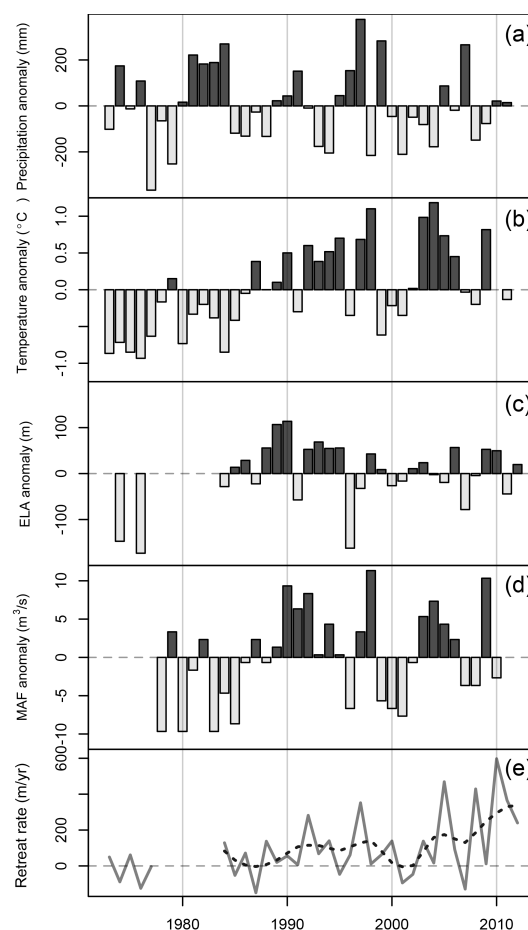 Precipitation anomaly (mm)
200
0
-200
(a)
Temperature anomaly (°C )
1.0
0.5
0.0
-1.0
(b)
ELA anomaly (m)
100
0
-100
(c)
MAF anomaly (m³/s)
10
5
0
-5
-10
(d)
Retreat rate (m/yr)
600
200
0
(e)
1980 1990 2000 2010